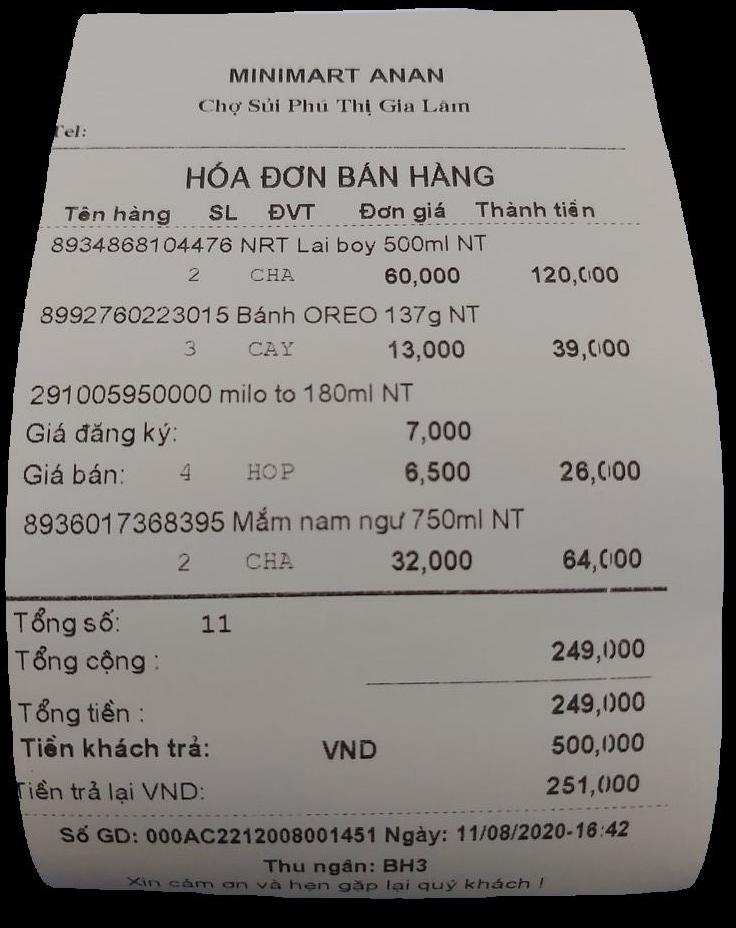 MINIMART ANAN
Chợ Sủi Phú Thị Gia Lâm
Tel:
HÓA ĐƠN BÁN HÀNG
Tên hàng SL ĐVT Đơn giá Thành tiền
8934868104476 NRT Lai boy 500ml NT
2 CHA 60,000 120,000
8992760223015 Bánh OREO 137g NT
3 CAY 13,000 39,000
291005950000 milo to 180ml NT
Giá đăng ký: 7,000
Giá bán: 4 HOP 6,500 26,000
8936017368395 Mắm nam ngư 750ml NT
2 CHA 32,000 64,000
Tổng số: 11
Tổng cộng : 249,000
Tổng tiền : 249,000
Tiền khách trả: VND 500,000
Tiền trả lại VND: 251,000
Số GD: 000AC2212008001451 Ngày: 11/08/2020-16:42
Thu ngân: BH3
Xin cảm ơn và hẹn gặp lại quý khách !